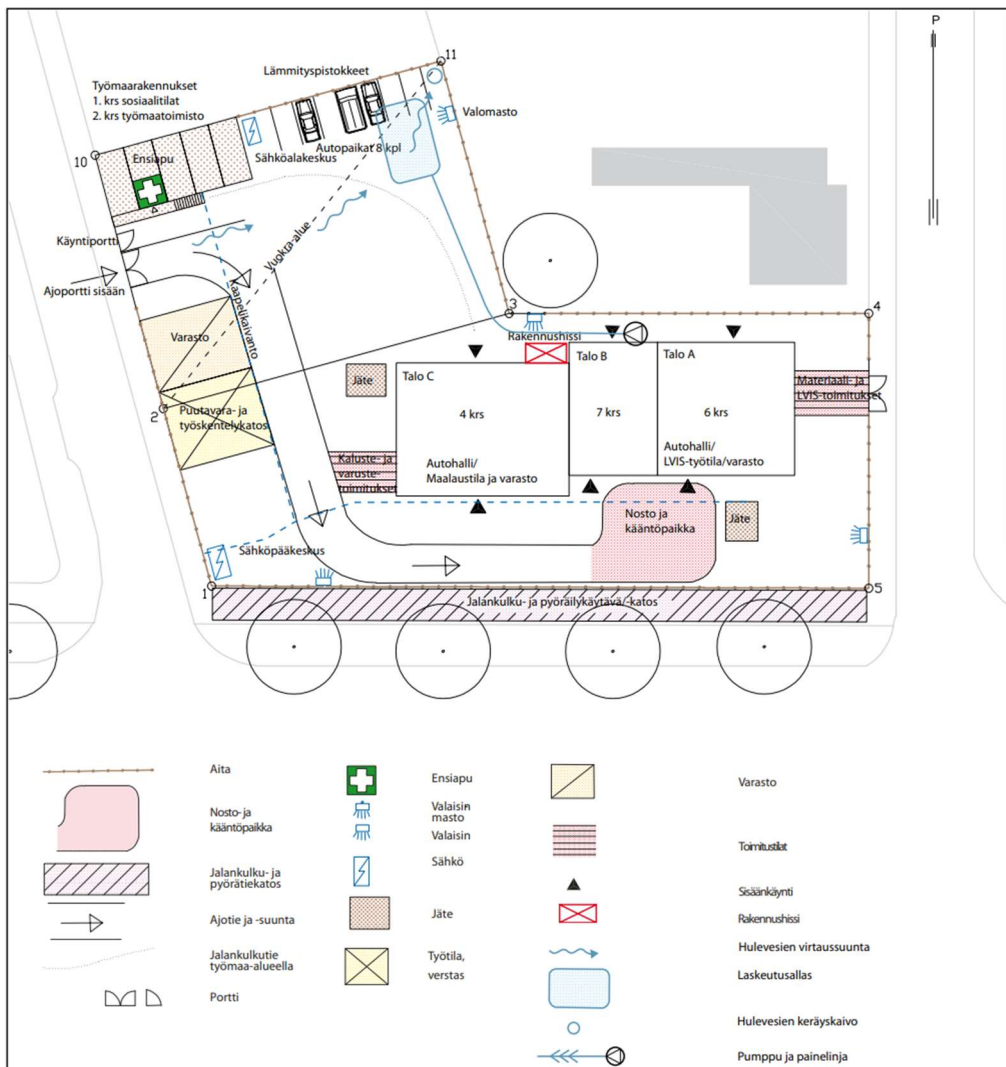 P
11
Lämmityspistokkeet
Työmaarakennukset
1. krs sosiaalitilat
2. krs työmaatoimisto
Valomasto
10
Ensiapu
Sähköalakeskus
Autopaikat 8 kpl
Käyntiportti
Vuokra-alue
Ajoportti sisään
Kaapelikaivanto
3
4
Varasto
Rakennushissi
Talo B
Talo A
Jäte
Talo C
Materiaali- ja
LVIS-toimitukset
2
Puutavara- ja
työskentelykatos
4 krs
7 krs
6 krs
Autohalli/
LVIS-työtila/varasto
Kaluste- ja
varuste-
toimitukset
Autohalli/
Maalaustila ja varasto
Nosto ja
kääntöpaikka
Jäte
Sähköpääkeskus
1
5
Jalankulku- ja pyöräilykäytävä/-katos
Aita
Nosto- ja
kääntöpaikka
Jalankulku- ja
pyörätiekatos
Ajotie ja -suunta
Jalankulkutie
työmaa-alueella
Portti
Ensiapu
Valaisin-
masto
Valaisin
Sähkö
Jäte
Työtila,
verstas
Varasto
Toimitustilat
Sisäänkäynti
Rakennushissi
Hulevesien virtaussuunta
Laskeutusallas
Hulevesien keräyskaivo
Pumppu ja painelinja